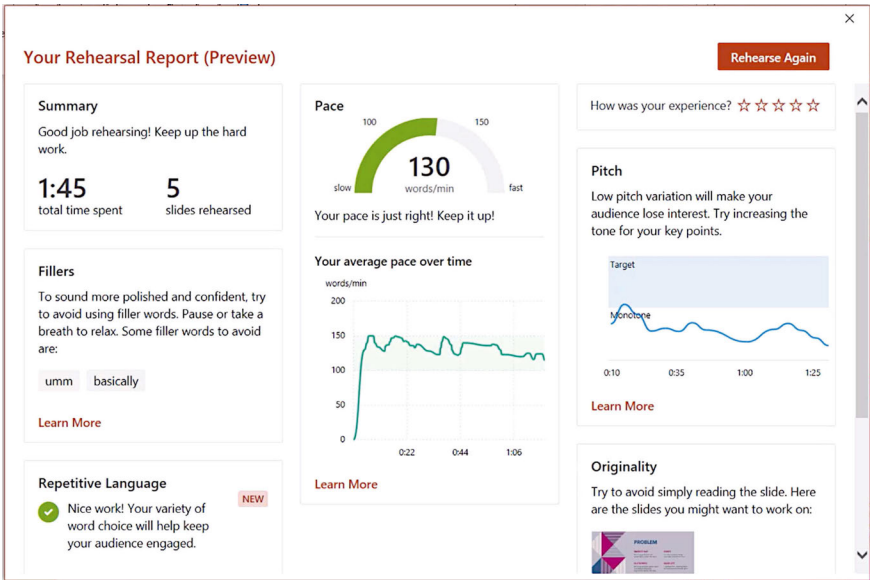 Your Rehearsal Report (Preview)
Rehearse Again
Summary
Good job rehearsing! Keep up the hard
work.
1:45
total time spent
5
slides rehearsed
Fillers
To sound more polished and confident, try
to avoid using filler words. Pause or take a
breath to relax. Some filler words to avoid
are:
umm
basically
Learn More
Repetitive Language
NEW
Nice work! Your variety of
word choice will help keep
your audience engaged.
Pace
100
150
slow
130
words/min
fast
Your pace is just right! Keep it up!
Your average pace over time
words/min
200
150
100
50
0
0:22
0:44
1:06
Learn More
How was your experience?
Pitch
Low pitch variation will make your
audience lose interest. Try increasing the
tone for your key points.
Target
Monotone
0:10
0:35
1:00
1:25
Learn More
Originality
Try to avoid simply reading the slide. Here
are the slides you might want to work on:
PROBLEM